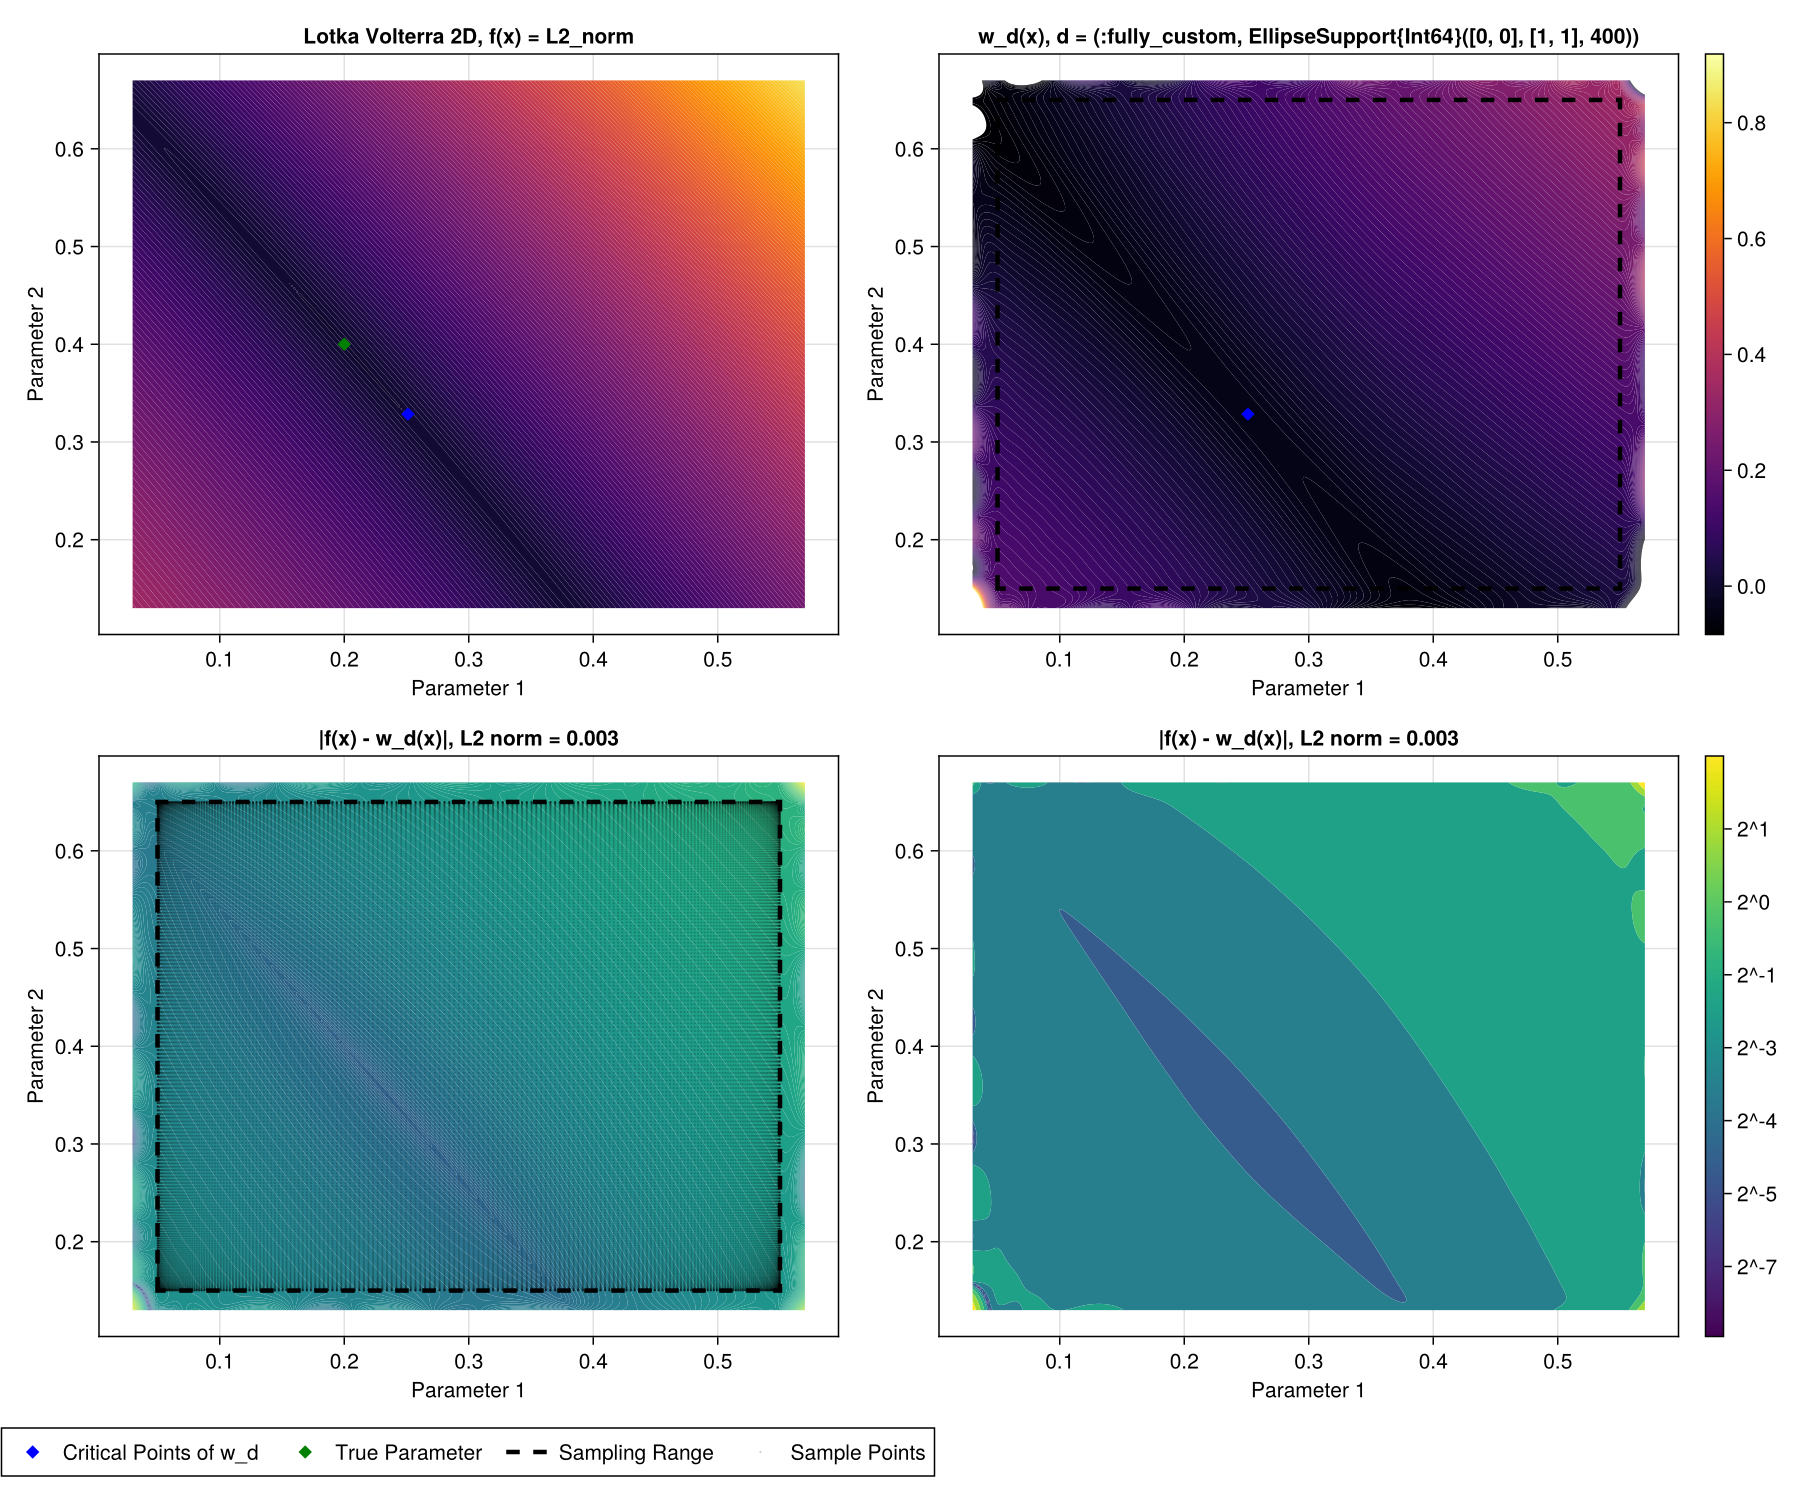 Lotka Volterra 2D, f(x) = L2_norm
Parameter 2
0.6
0.5
0.4
0.3
0.2
0.1 0.2 0.3 0.4 0.5
Parameter 1
w_d(x), d = (:fully_custom, EllipseSupport{Int64}([0, 0], [1, 1], 400))
Parameter 2
0.6
0.5
0.4
0.3
0.2
0.1 0.2 0.3 0.4 0.5
Parameter 1
0.8
0.6
0.4
0.2
0.0
|f(x) - w_d(x)|, L2 norm = 0.003
Parameter 2
0.6
0.5
0.4
0.3
0.2
0.1 0.2 0.3 0.4 0.5
Parameter 1
|f(x) - w_d(x)|, L2 norm = 0.003
Parameter 2
0.6
0.5
0.4
0.3
0.2
0.1 0.2 0.3 0.4 0.5
Parameter 1
2^1
2^0
2^-1
2^-3
2^-4
2^-5
2^-7
Critical Points of w_d True Parameter Sampling Range Sample Points